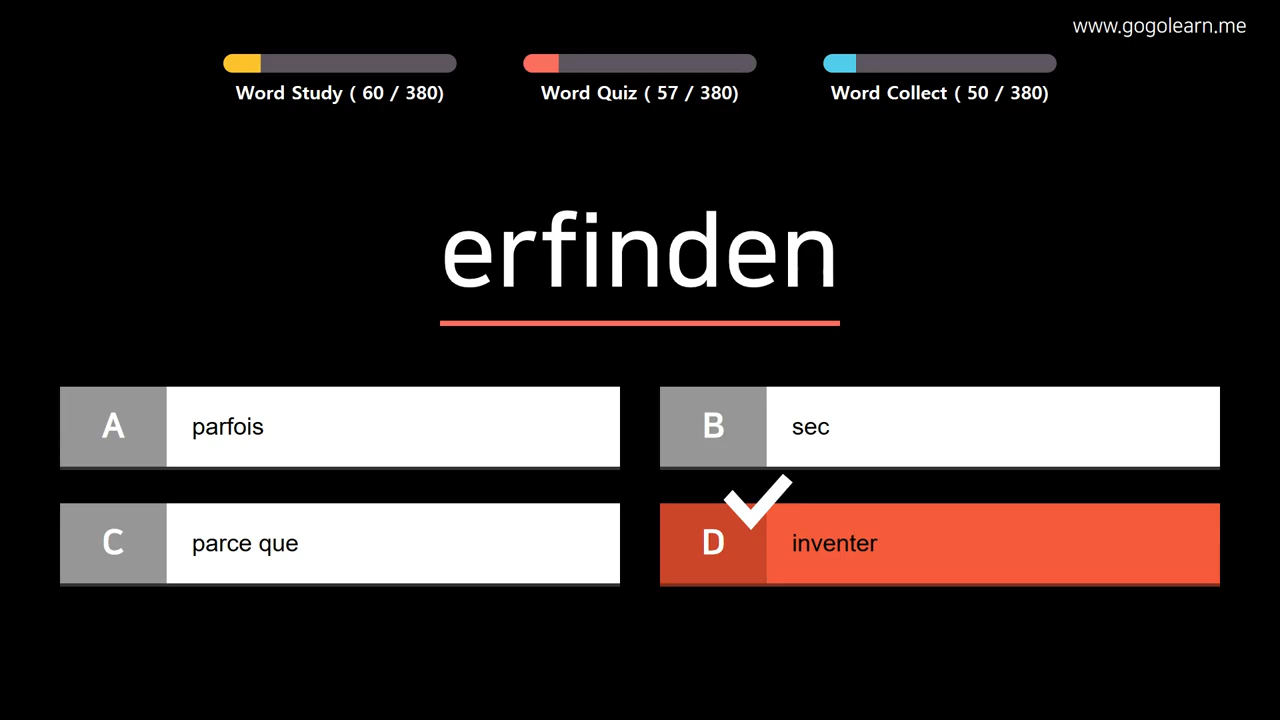 www.gogolearn.me
Word Study ( 60 / 380)
Word Quiz ( 57 / 380)
Word Collect ( 50 / 380)
erfinden
A parfois
B sec
C parce que
D inventer